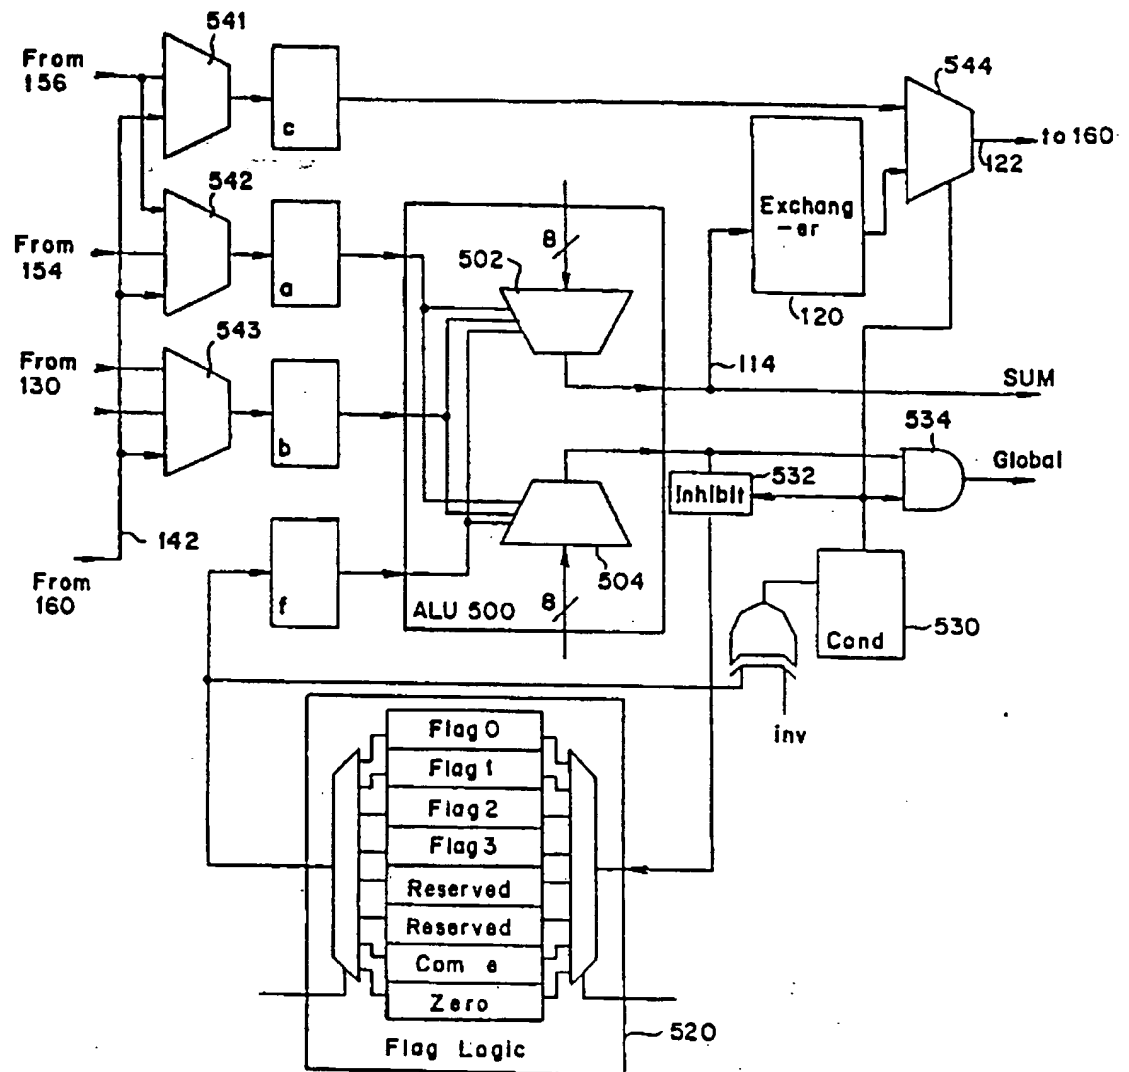 541
From
156
c
544
to 160
122
Exchang
-er
120
542
From
154
a
8
502
114
SUM
543
From
130
b
534
Global
532
Inhibit
142
From
160
f
504
8
ALU 500
Cond
530
inv
Flag 0
Flag 1
Flag 2
Flag 3
Reserved
Reserved
Com e
Zero
520
Flag Logic